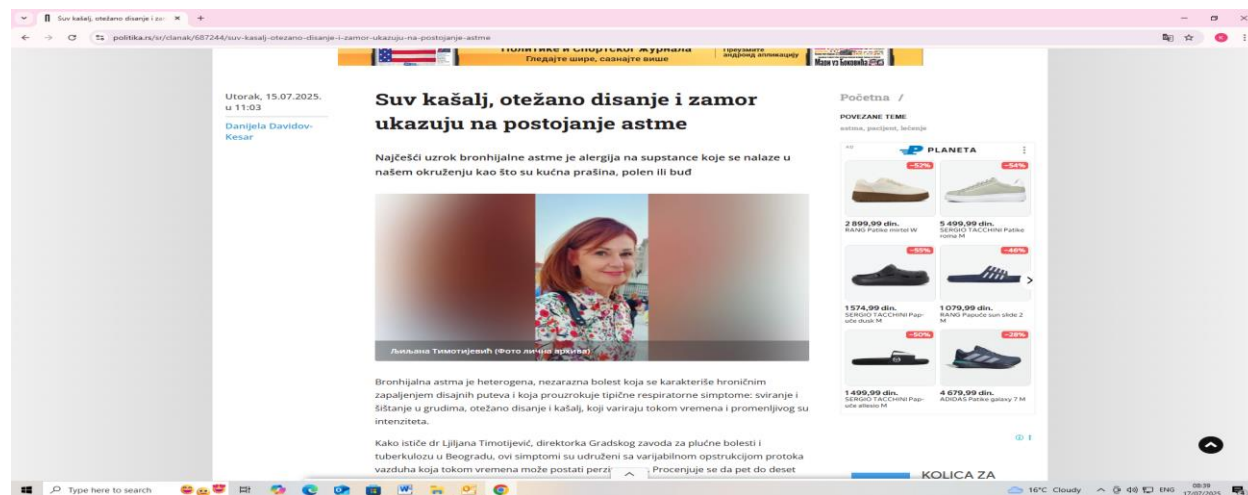 Suv kašalj, otežano disanje i za
politika.rs/sr/clanak/687244/suv-kasalj-otezano-disanje-i-zamor-ukazuju-na-postojanje-astme
Политике и Спортског журнала
Гледајте шире, сазнајте више
Преузмите
андроид апликацију
Utorak, 15.07.2025.
u 11:03
Danijela Davidov-
Kesar
Suv kašalj, otežano disanje i zamor
ukazuju na postojanje astme
Najčešći uzrok bronhijalne astme je alergija na supstance koje se nalaze u
našem okruženju kao što su kućna prašina, polen ili buđ
Љиљана Тимотијевић (Фото лична архива)
Bronhijalna astma je heterogena, nezarazna bolest koja se karakteriše hroničnim
zapaljenjem disajnih puteva i koja prouzrokuje tipične respiratorne simptome: sviranje i
šištanje u grudima, otežano disanje i kašalj, koji variraju tokom vremena i promenljivog su
intenziteta.
Kako ističe dr Ljiljana Timotijević, direktorka Gradskog zavoda za plućne bolesti i
tuberkulozu u Beogradu, ovi simptomi su udruženi sa varijabilnom opstrukcijom protoka
vazduha koja tokom vremena može postati Procenjuje se da pet do deset
Početna /
POVEZANE TEME
astma, pacijent, lečenje
PLANETA
-52%
-54%
2 899,99 din.
RANG Patike mirtel W
5 499,99 din.
SERGIO TACCHINI Patike
roma M
-55%
-46%
1 574,99 din.
SERGIO TACCHINI Pap-
uče dusk M
1 079,99 din.
RANG Papuče sun slide 2
M
-50%
-28%
1 499,99 din.
SERGIO TACCHINI Pap-
uče allesio M
4 679,99 din.
ADIDAS Patike galaxy 7 M
KOLICA ZA
Type here to search
16°C Cloudy
ENG
08:39
17/07/2025